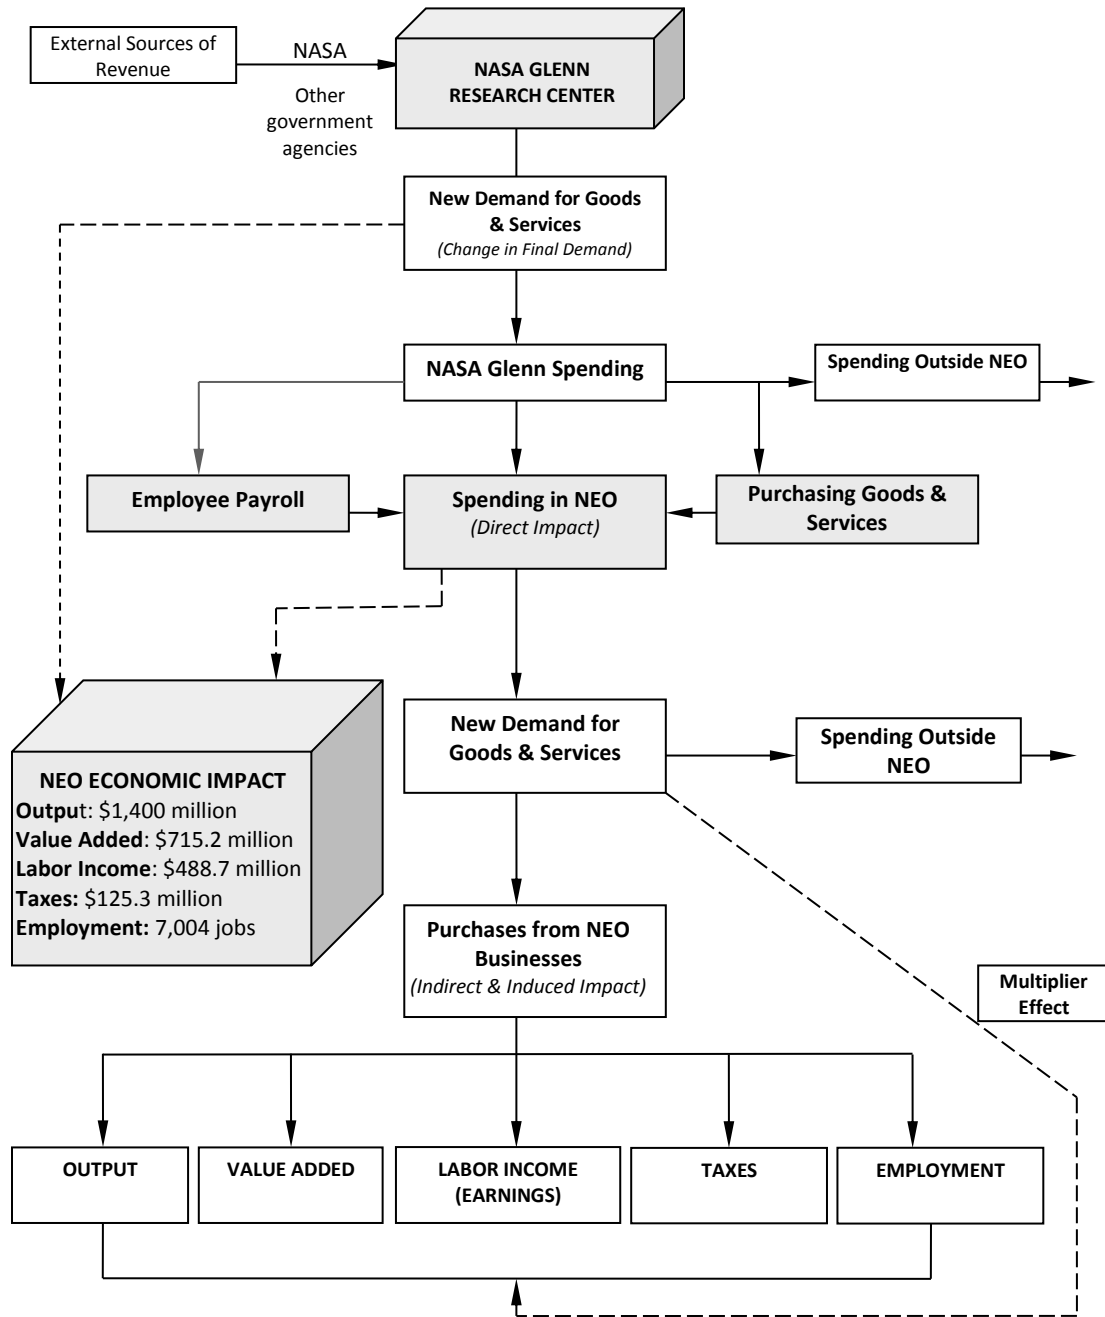 External Sources of
Revenue
NASA
Other
government
agencies
NASA GLENN
RESEARCH CENTER
New Demand for Goods
& Services
(Change in Final Demand)
NASA Glenn Spending
Spending Outside NEO
Employee Payroll
Spending in NEO
(Direct Impact)
Purchasing Goods &
Services
NEO ECONOMIC IMPACT
Output: $1,400 million
Value Added: $715.2 million
Labor Income: $488.7 million
Taxes: $125.3 million
Employment: 7,004 jobs
New Demand for
Goods & Services
Spending Outside
NEO
Purchases from NEO
Businesses
(Indirect & Induced Impact)
Multiplier
Effect
OUTPUT
VALUE ADDED
LABOR INCOME
(EARNINGS)
TAXES
EMPLOYMENT